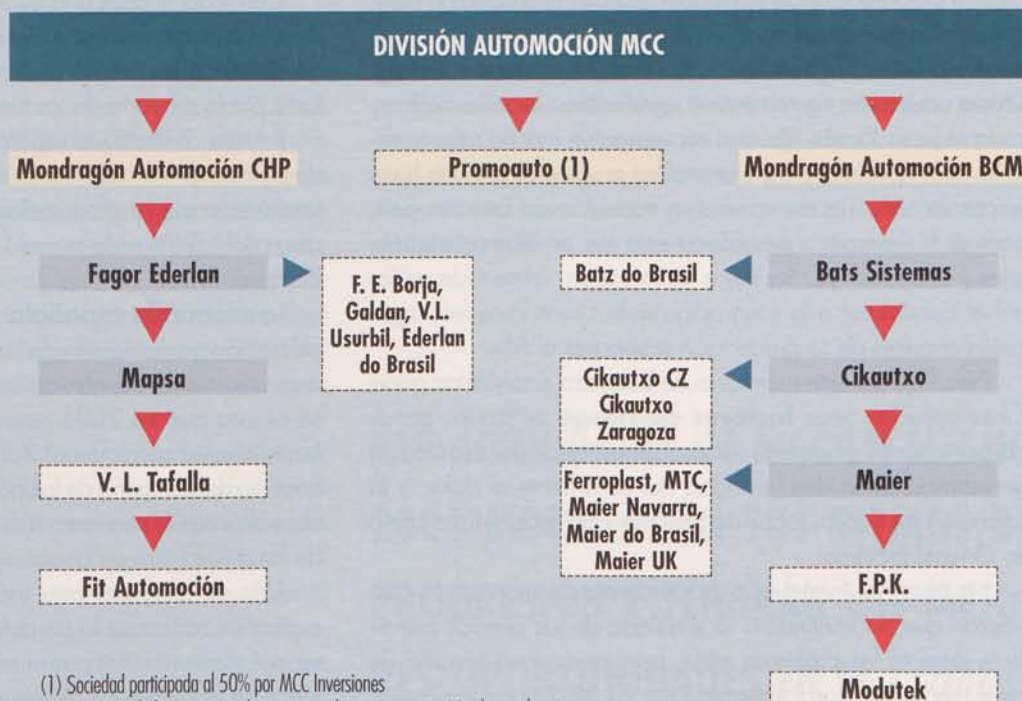 DIVISIÓN AUTOMOCIÓN MCC
Mondragón Automoción CHP
Promoauto (1)
Mondragón Automoción BCM
Fagor Ederlan
F. E. Borja,
Galdan, V.L.
Usurbil, Ederlan
do Brasil
Mapsa
V. L. Tafalla
Fit Automoción
Batz do Brasil
Bats Sistemas
Cikautxo CZ
Cikautxo
Zaragoza
Cikautxo
Ferroplast, MTC,
Maier Navarra,
Maier do Brasil,
Maier UK
Maier
F.P.K.
Modutek
(1) Sociedad participada al 50% por MCC Inversiones